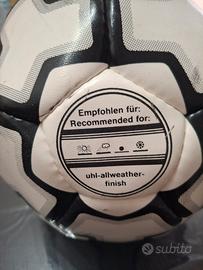 Empfohlen für:
Recommended for:
uhl-allweather-
finish
subito